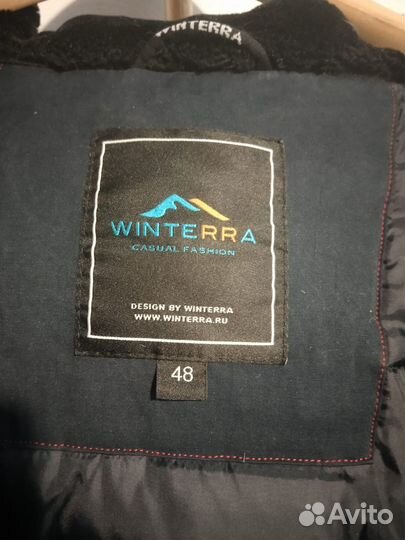 WINTERRA
WINTERRA
CASUAL FASHION
DESIGN BY WINTERRA
WWW.WINTERRA.RU
48
Avito